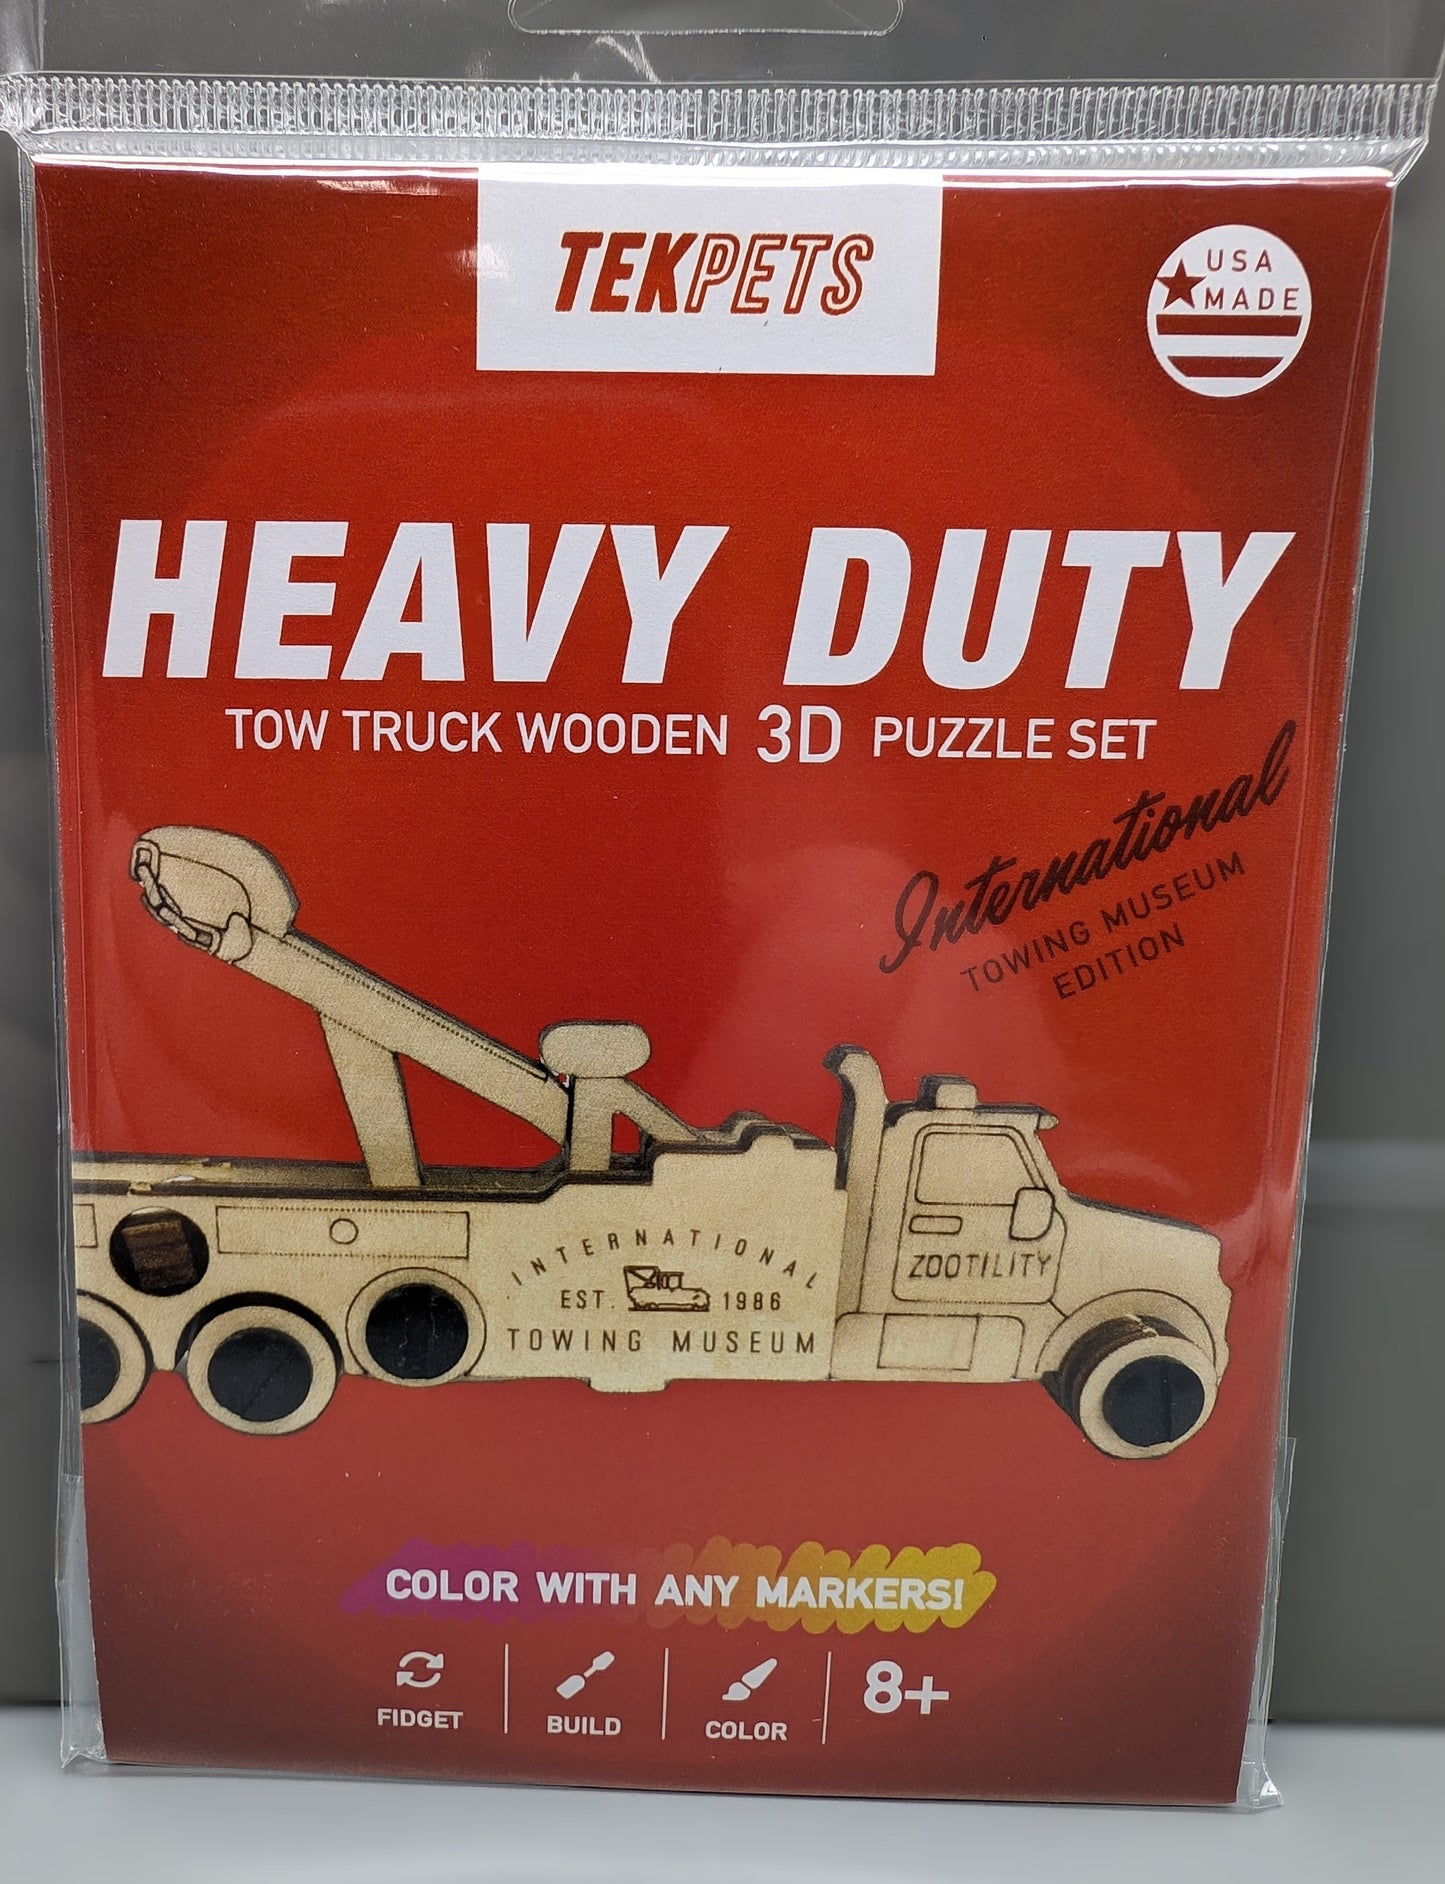 TEKPETS
USA
MADE
HEAVY DUTY
TOW TRUCK WOODEN 3D PUZZLE SET
International
TOWING MUSEUM
EDITION
INTERNATIONAL
EST. 1986
TOWING MUSEUM
ZOOTILITY
COLOR WITH ANY MARKERS!
FIDGET
BUILD
COLOR
8+